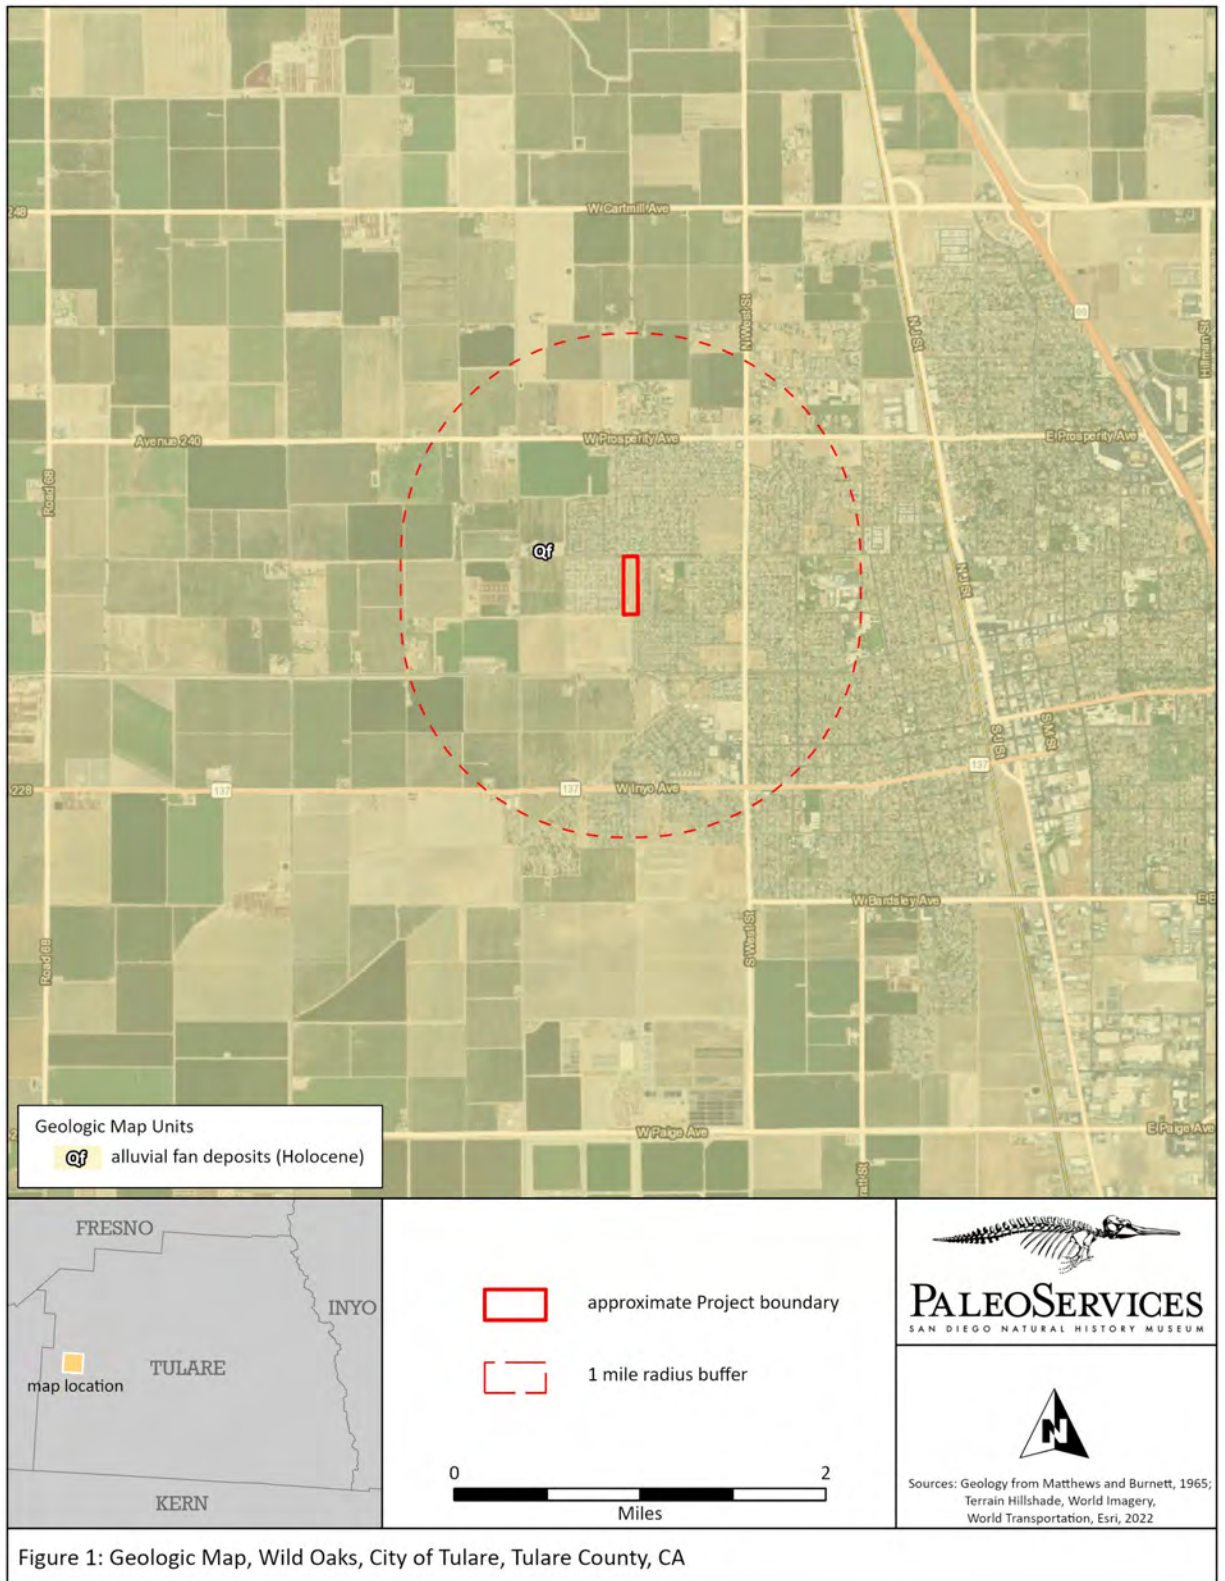 248
W Cartmill Ave
N West St
N J St
99
Hillman St
Avenue 240
W Prosperity Ave
E Prosperity Ave
Road 68
Qf
N J St
S J St
S M St
137
228
137
137
W Inyo Ave
W Bardsley Ave
E B
Road 68
S West St
W Paige Ave
E Paige Ave
ratt St
Geologic Map Units
Qf alluvial fan deposits (Holocene)
FRESNO
INYO
TULARE
map location
KERN
approximate Project boundary
1 mile radius buffer
0 2
Miles
PALEOSERVICES
SAN DIEGO NATURAL HISTORY MUSEUM
N
Sources: Geology from Matthews and Burnett, 1965;
Terrain Hillshade, World Imagery,
World Transportation, Esri, 2022
Figure 1: Geologic Map, Wild Oaks, City of Tulare, Tulare County, CA